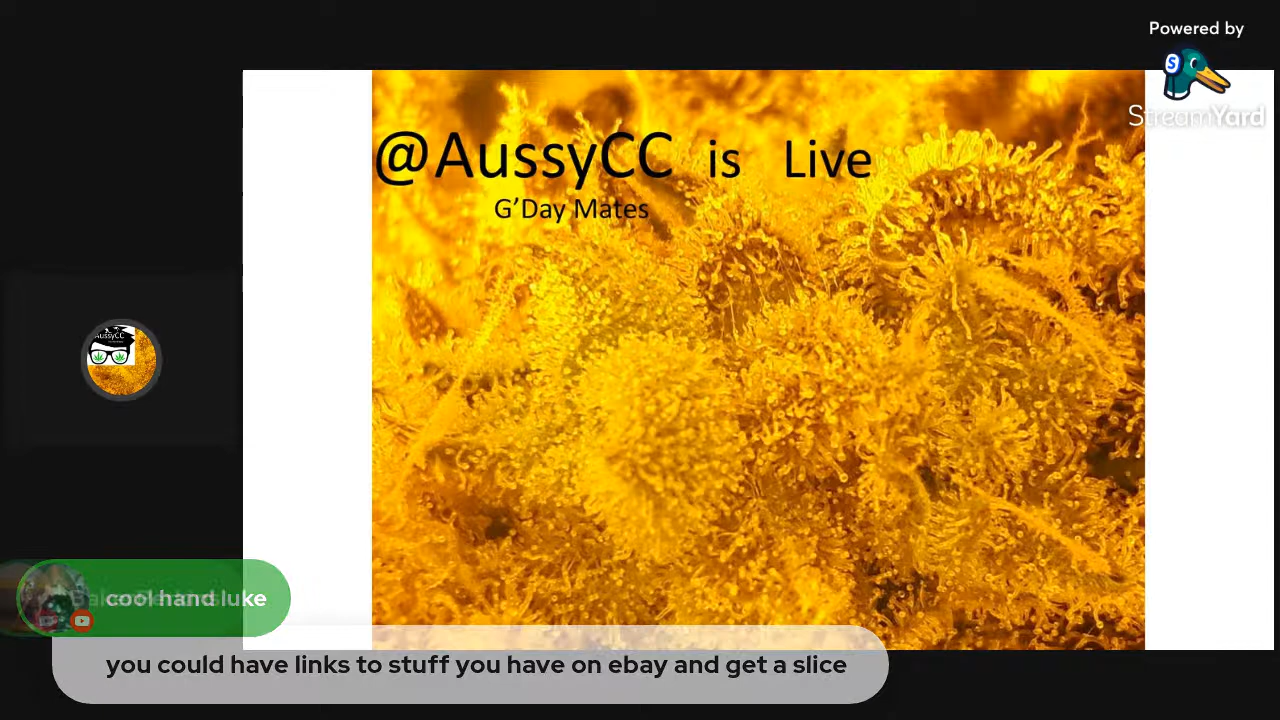 Powered by
StreamYard
@AussyCC is Live
G'Day Mates
AussyCC
cool hand luke
you could have links to stuff you have on ebay and get a slice